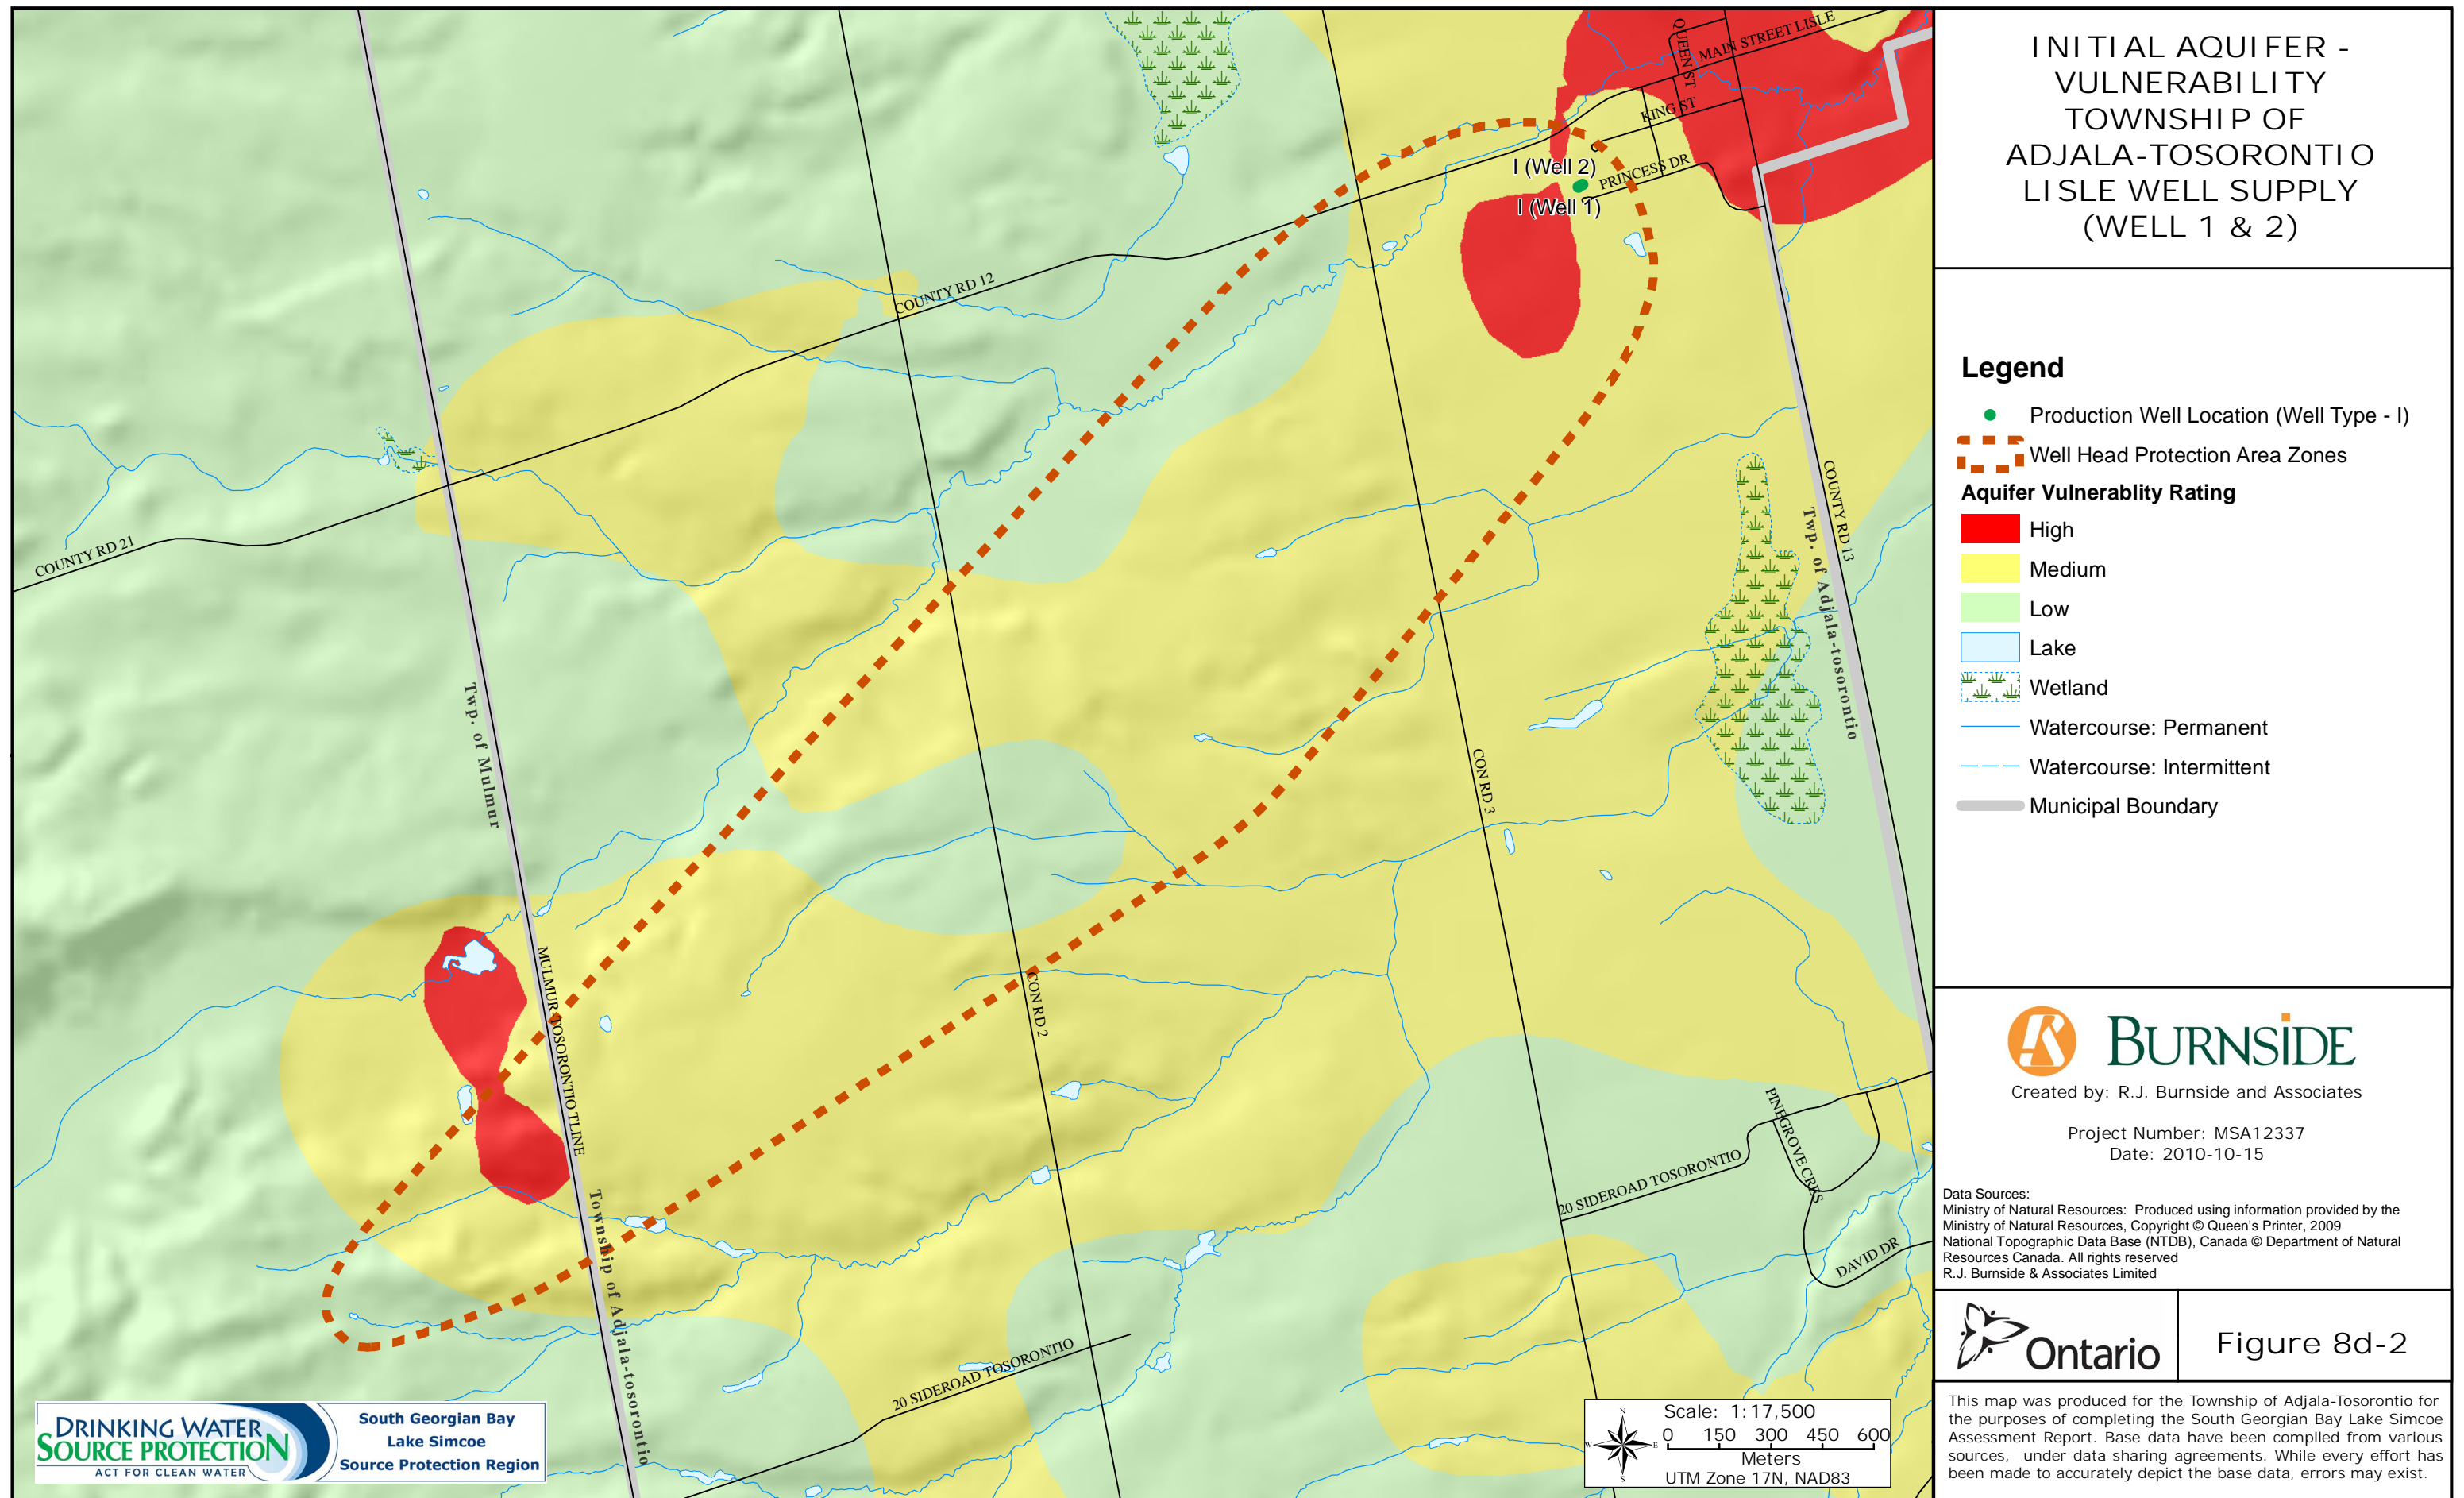 INITIAL AQUIFER -
VULNERABILITY
TOWNSHIP OF
ADJALA-TOSORONTIO
LISLE WELL SUPPLY
(WELL 1 & 2)
Legend
Production Well Location (Well Type - I)
Well Head Protection Area Zones
Aquifer Vulnerablity Rating
High
Medium
Low
Lake
Wetland
Watercourse: Permanent
Watercourse: Intermittent
Municipal Boundary
BURNSIDE
Created by: R.J. Burnside and Associates
Project Number: MSA12337
Date: 2010-10-15
Data Sources:
Ministry of Natural Resources: Produced using information provided by the
Ministry of Natural Resources, Copyright © Queen's Printer, 2009
National Topographic Data Base (NTDB), Canada © Department of Natural
Resources Canada. All rights reserved
R.J. Burnside & Associates Limited
Ontario
Figure 8d-2
This map was produced for the Township of Adjala-Tosorontio for
the purposes of completing the South Georgian Bay Lake Simcoe
Assessment Report. Base data have been compiled from various
sources, under data sharing agreements. While every effort has
been made to accurately depict the base data, errors may exist.
QUEEN ST
MAIN STREET LISLE
KING ST
PRINCESS DR
I (Well 2)
I (Well 1)
COUNTY RD 12
COUNTY RD 21
COUNTY RD 13
Twp. of Adjala-tosorontio
Twp. of Mulmur
CON RD 3
CON RD 2
MULMUR-TOSORONTIO TLINE
Township of Adjala-tosorontio
PINEGROVE CRES
20 SIDEROAD TOSORONTIO
DAVID DR
20 SIDEROAD TOSORONTIO
DRINKING WATER
SOURCE PROTECTION
ACT FOR CLEAN WATER
South Georgian Bay
Lake Simcoe
Source Protection Region
N
W
E
S
Scale: 1:17,500
0 150 300 450 600
Meters
UTM Zone 17N, NAD83